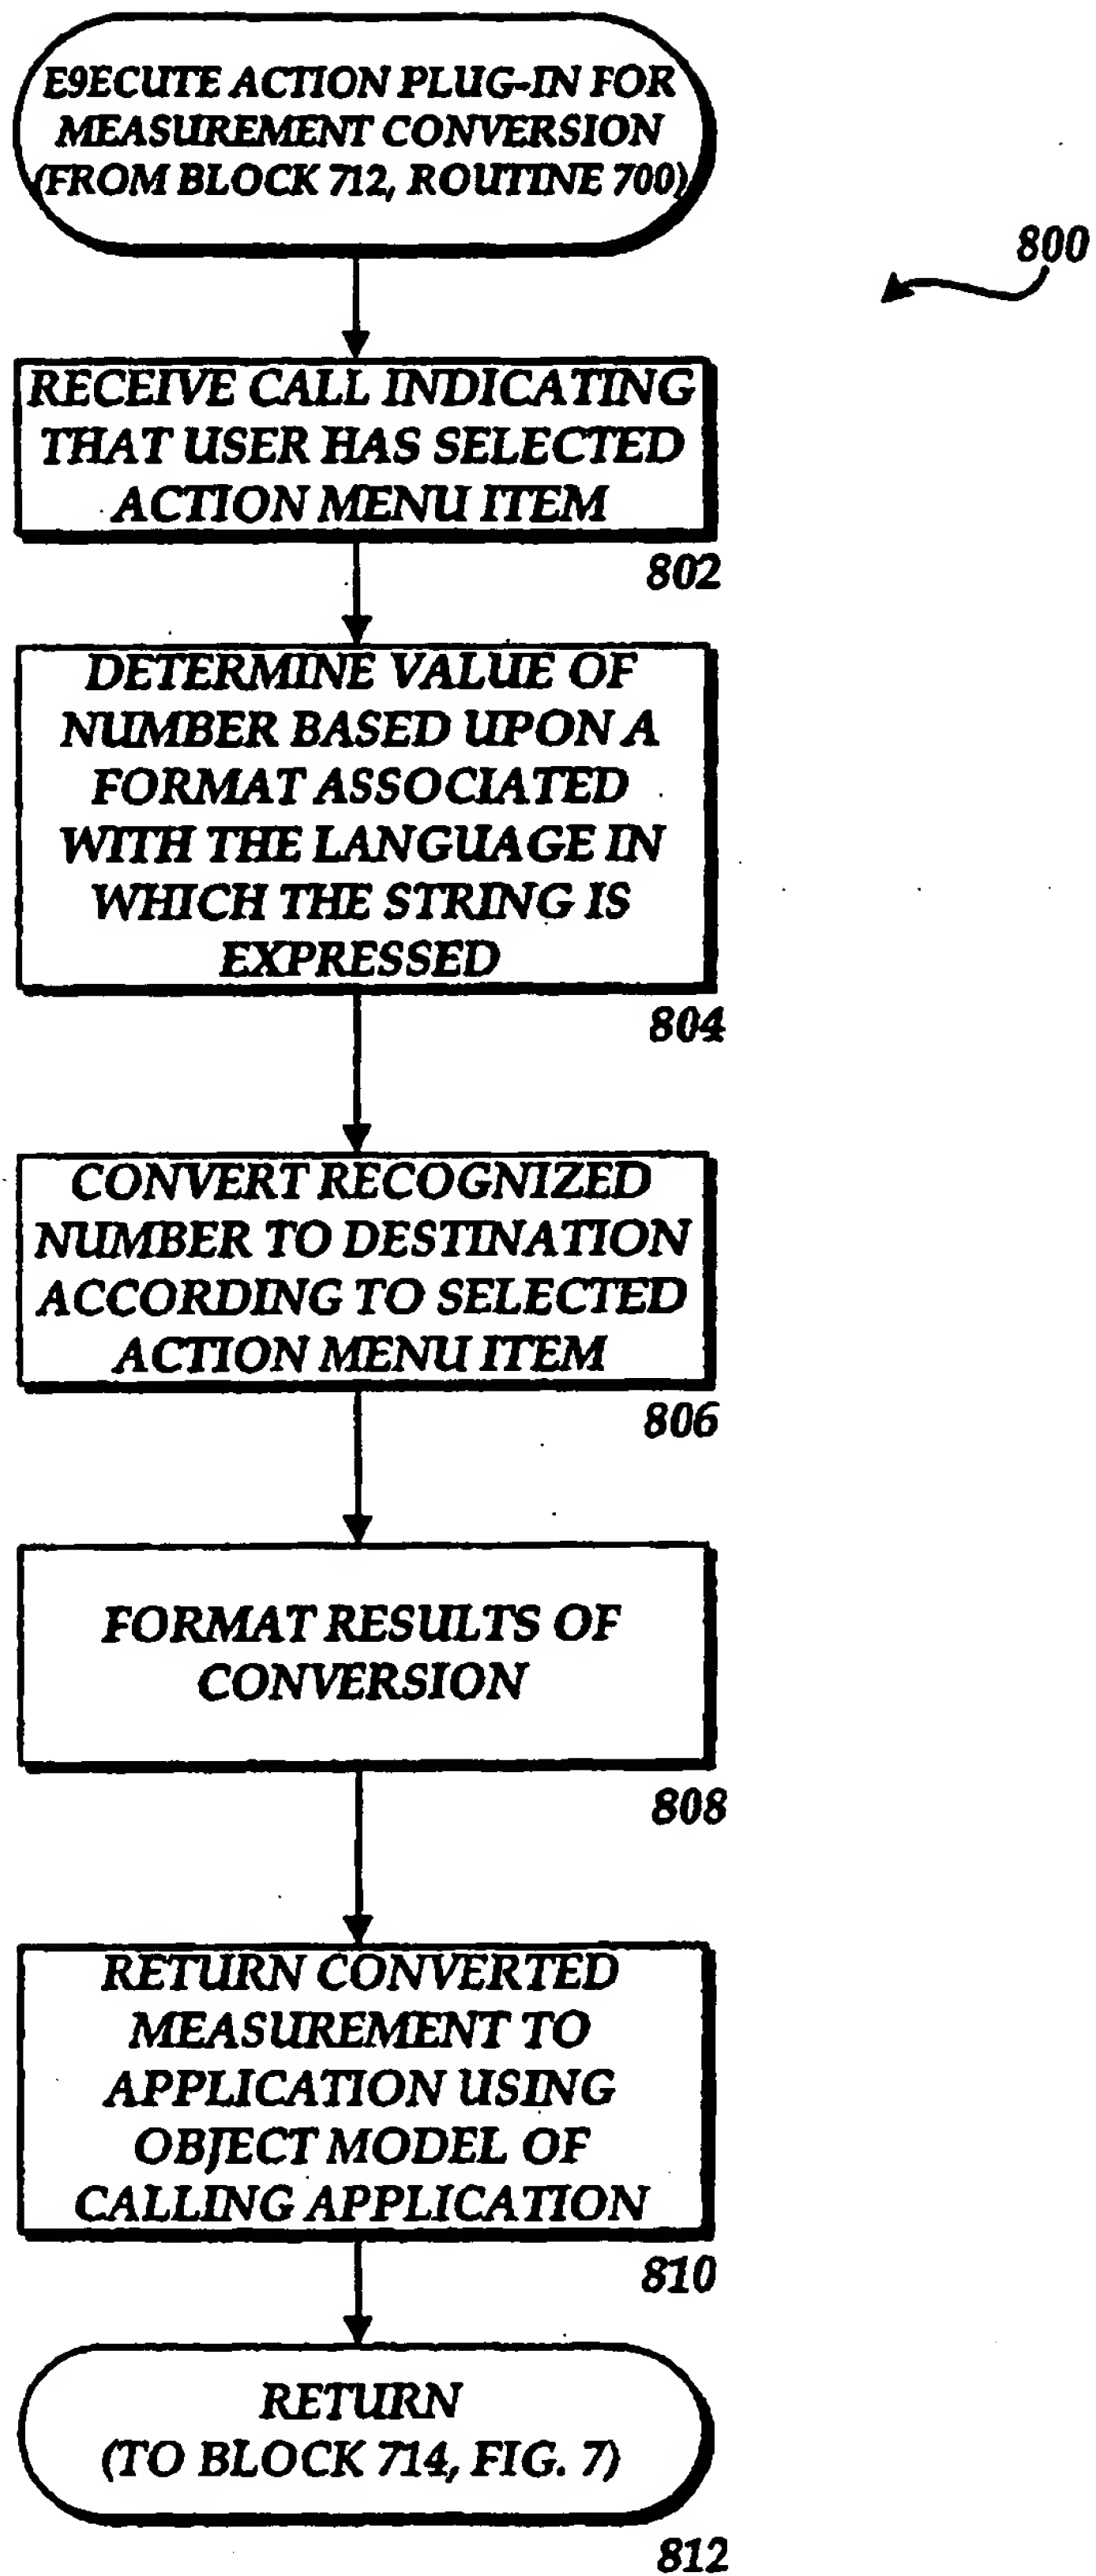 E9ECUTE ACTION PLUG-IN FOR
MEASUREMENT CONVERSION
(FROM BLOCK 712, ROUTINE 700)
800
RECEIVE CALL INDICATING
THAT USER HAS SELECTED
ACTION MENU ITEM
802
DETERMINE VALUE OF
NUMBER BASED UPON A
FORMAT ASSOCIATED
WITH THE LANGUAGE IN
WHICH THE STRING IS
EXPRESSED
804
CONVERT RECOGNIZED
NUMBER TO DESTINATION
ACCORDING TO SELECTED
ACTION MENU ITEM
806
FORMAT RESULTS OF
CONVERSION
808
RETURN CONVERTED
MEASUREMENT TO
APPLICATION USING
OBJECT MODEL OF
CALLING APPLICATION
810
RETURN
(TO BLOCK 714, FIG. 7)
812